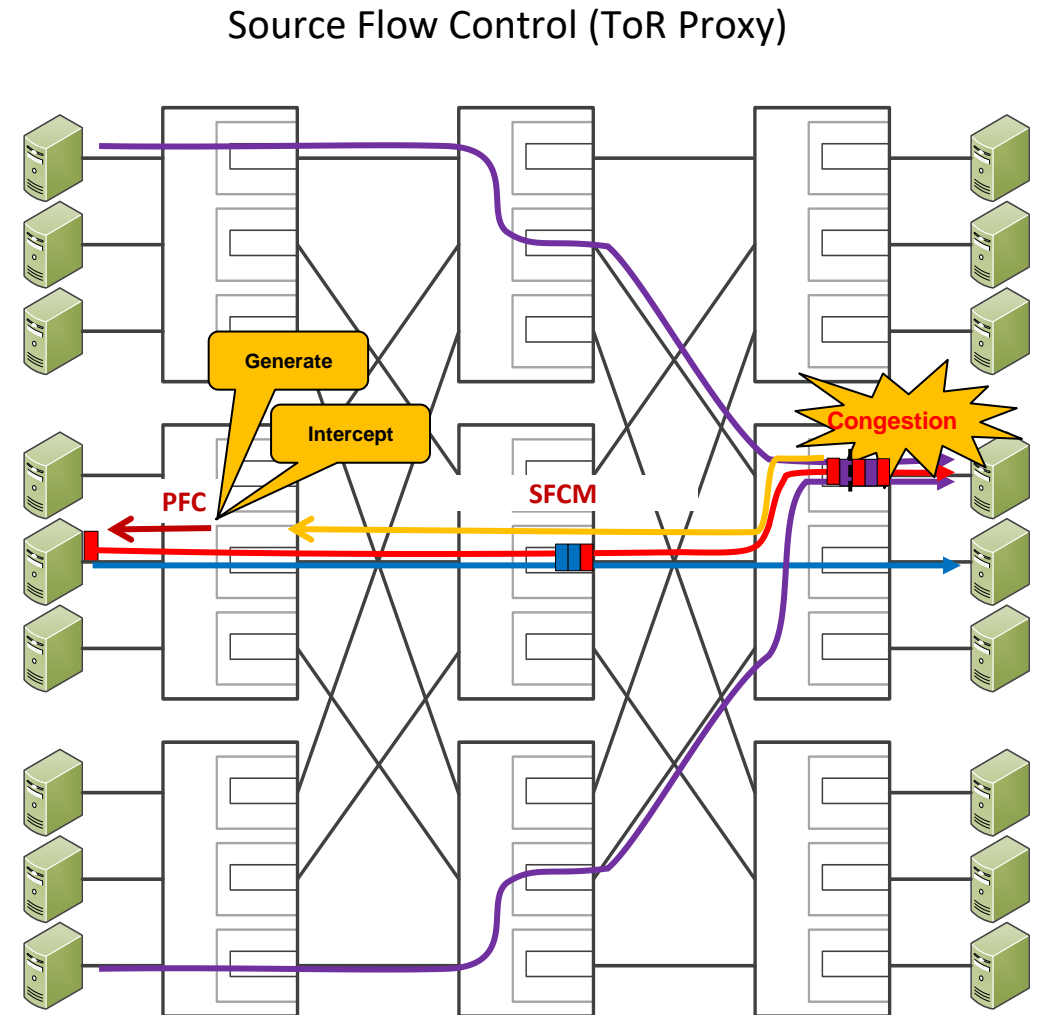 Source Flow Control (ToR Proxy)
Generate
Intercept
Congestion
PFC
SFCM